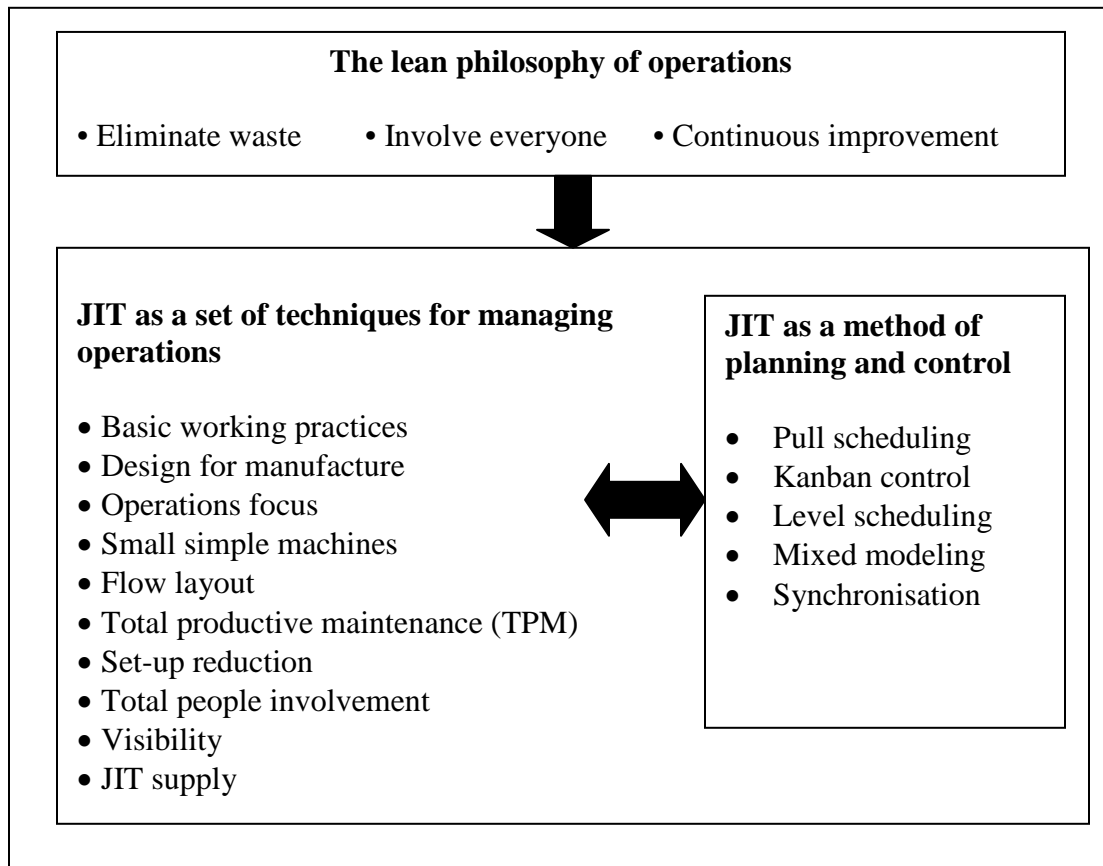 The lean philosophy of operations
• Eliminate waste • Involve everyone • Continuous improvement
JIT as a set of techniques for managing
operations
• Basic working practices
• Design for manufacture
• Operations focus
• Small simple machines
• Flow layout
• Total productive maintenance (TPM)
• Set-up reduction
• Total people involvement
• Visibility
• JIT supply
JIT as a method of
planning and control
• Pull scheduling
• Kanban control
• Level scheduling
• Mixed modeling
• Synchronisation